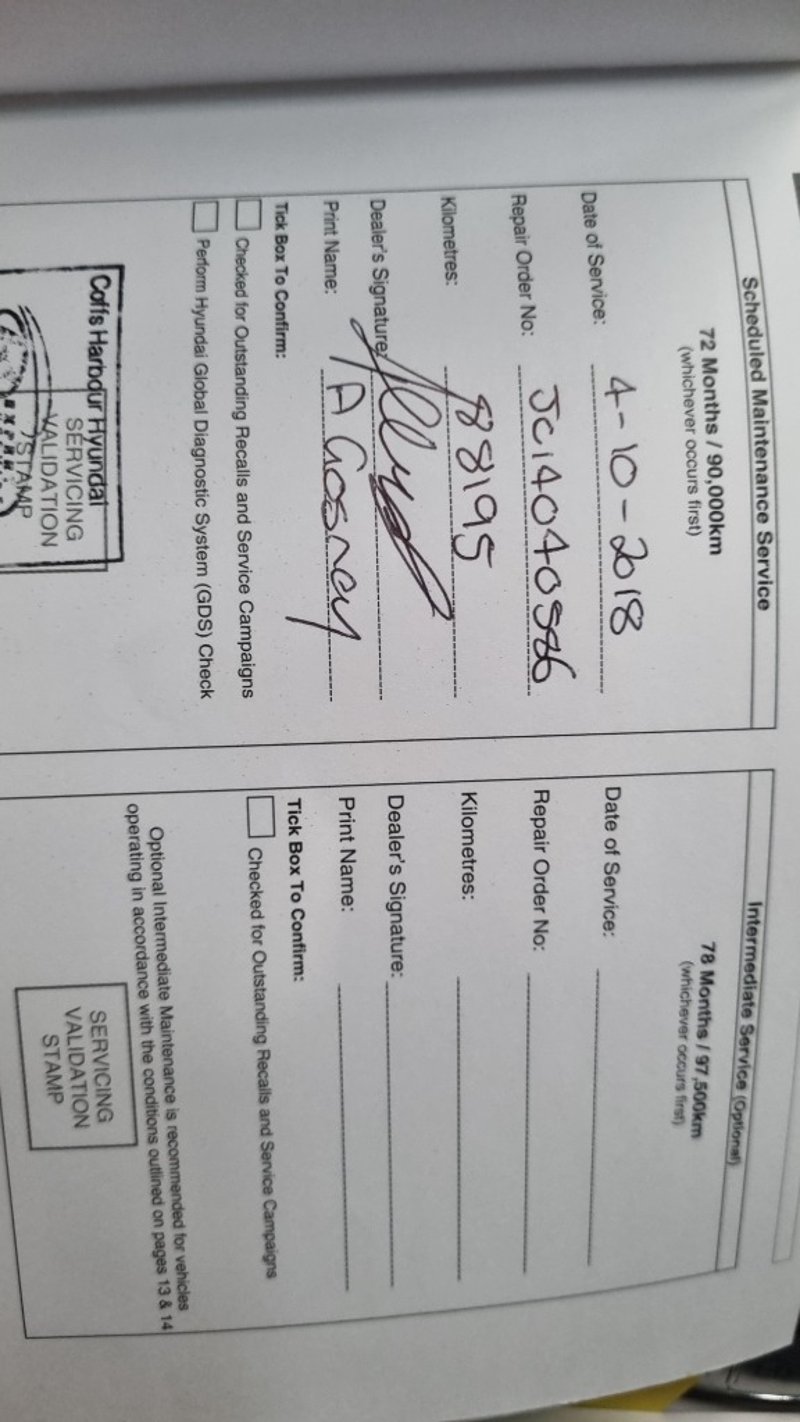 Scheduled Maintenance Service
72 Months / 90,000km
(whichever occurs first)
Date of Service: 4-10-2018
Repair Order No: JC14040586
Kilometres: 88195
Dealer's Signature:
Print Name: A Gosney
Tick Box To Confirm:
Checked for Outstanding Recalls and Service Campaigns
Perform Hyundai Global Diagnostic System (GDS) Check
Coffs Harbour Hyundai
SERVICING
VALIDATION
STAMP
Intermediate Service (Optional)
78 Months / 97,500km
(whichever occurs first)
Date of Service:
Repair Order No:
Kilometres:
Dealer's Signature:
Print Name:
Tick Box To Confirm:
Checked for Outstanding Recalls and Service Campaigns
Optional Intermediate Maintenance is recommended for vehicles
operating in accordance with the conditions outlined on pages 13 & 14
SERVICING
VALIDATION
STAMP